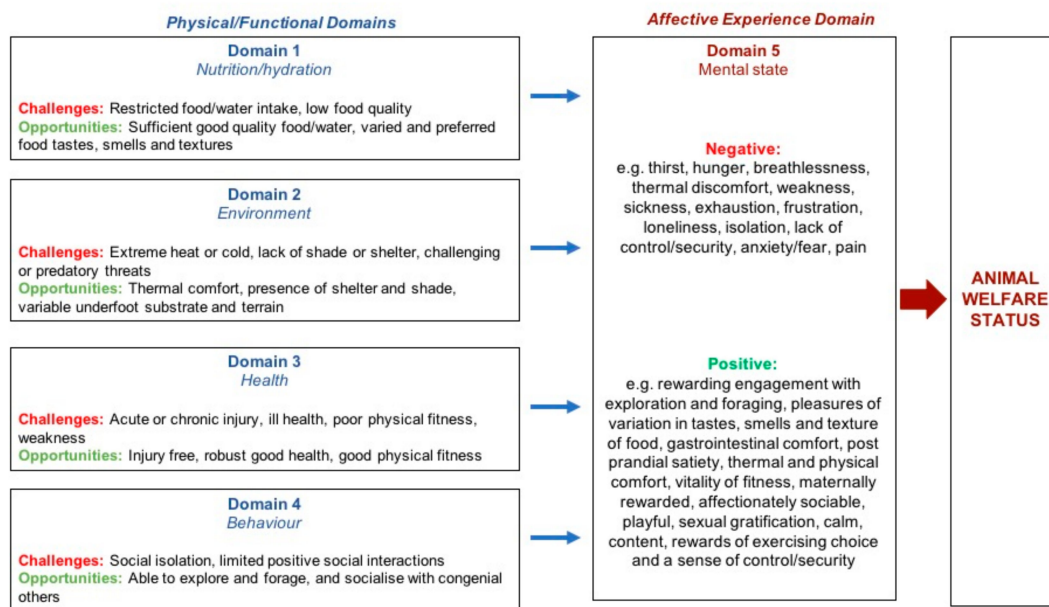 Physical/Functional Domains
Affective Experience Domain
Domain 1
Nutrition/hydration
Challenges: Restricted food/water intake, low food quality
Opportunities: Sufficient good quality food/water, varied and preferred
food tastes, smells and textures
Domain 2
Environment
Challenges: Extreme heat or cold, lack of shade or shelter, challenging
or predatory threats
Opportunities: Thermal comfort, presence of shelter and shade,
variable underfoot substrate and terrain
Domain 3
Health
Challenges: Acute or chronic injury, ill health, poor physical fitness,
weakness
Opportunities: Injury free, robust good health, good physical fitness
Domain 4
Behaviour
Challenges: Social isolation, limited positive social interactions
Opportunities: Able to explore and forage, and socialise with congenial
others
Domain 5
Mental state
Negative:
e.g. thirst, hunger, breathlessness,
thermal discomfort, weakness,
sickness, exhaustion, frustration,
loneliness, isolation, lack of
control/security, anxiety/fear, pain
Positive:
e.g. rewarding engagement with
exploration and foraging, pleasures of
variation in tastes, smells and texture
of food, gastrointestinal comfort, post
prandial satiety, thermal and physical
comfort, vitality of fitness, maternally
rewarded, affectionately sociable,
playful, sexual gratification, calm,
content, rewards of exercising choice
and a sense of control/security
ANIMAL
WELFARE
STATUS